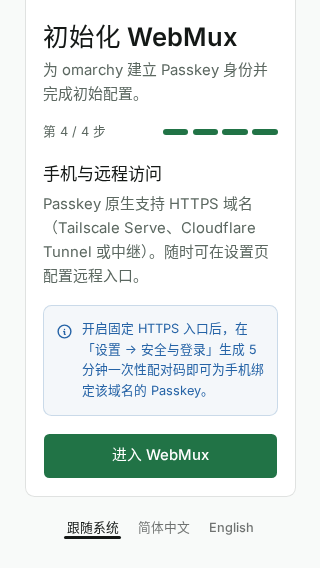 初始化 WebMux
为 omarchy 建立 Passkey 身份并
完成初始配置。
第 4 / 4 步
手机与远程访问
Passkey 原生支持 HTTPS 域名
（Tailscale Serve、Cloudflare
Tunnel 或中继）。随时可在设置页
配置远程入口。
开启固定 HTTPS 入口后，在
「设置 → 安全与登录」生成 5
分钟一次性配对码即可为手机绑
定该域名的 Passkey。
进入 WebMux
跟随系统 简体中文 English